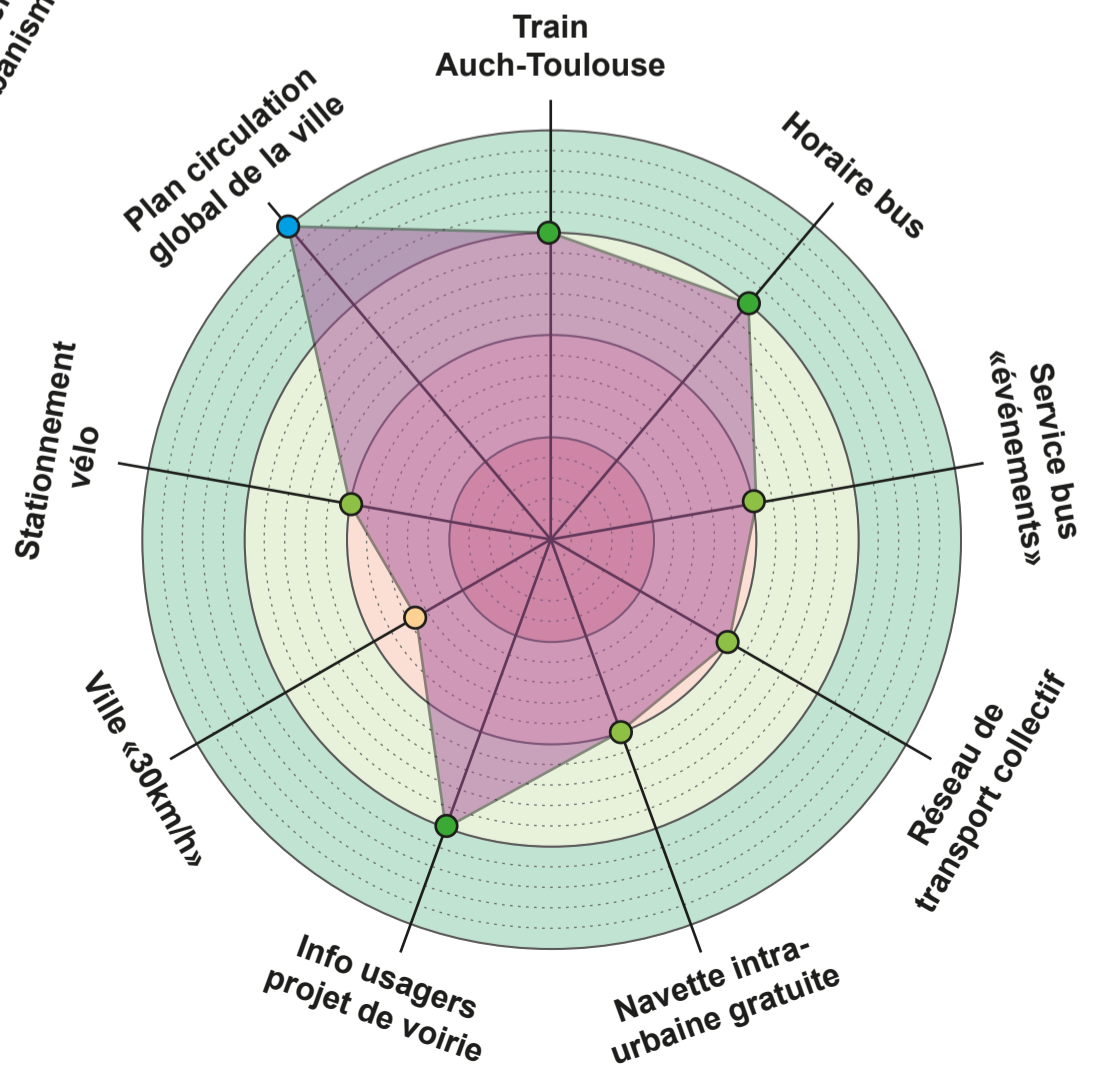 Train
Auch-Toulouse
Horaire bus
Service bus
«événements»
Réseau de
transport collectif
Navette intra-
urbaine gratuite
Info usagers
projet de voirie
Ville «30km/h»
Stationnement
vélo
Plan circulation
global de la ville